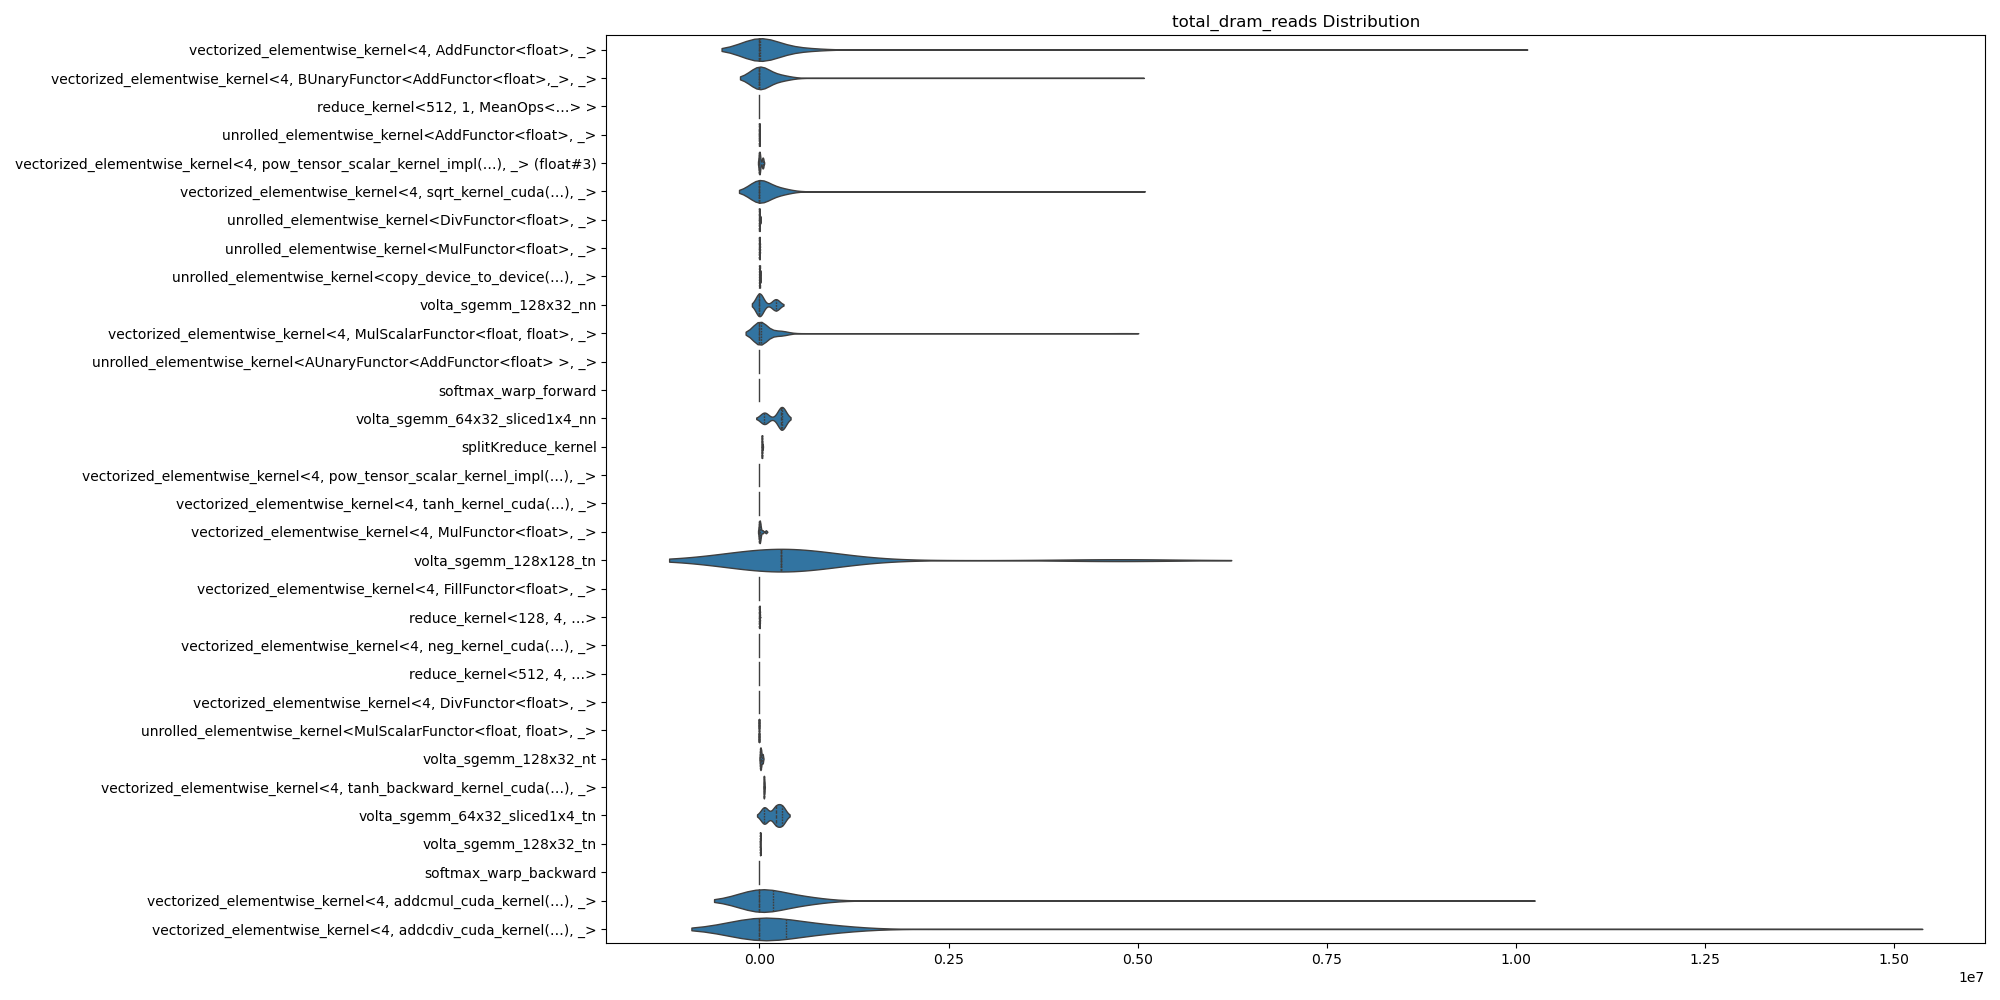 total_dram_reads Distribution
vectorized_elementwise_kernel<4, AddFunctor<float>, _>
vectorized_elementwise_kernel<4, BUnaryFunctor<AddFunctor<float>,_>, _>
reduce_kernel<512, 1, MeanOps<...> >
unrolled_elementwise_kernel<AddFunctor<float>, _>
vectorized_elementwise_kernel<4, pow_tensor_scalar_kernel_impl(...), _> (float#3)
vectorized_elementwise_kernel<4, sqrt_kernel_cuda(...), _>
unrolled_elementwise_kernel<DivFunctor<float>, _>
unrolled_elementwise_kernel<MulFunctor<float>, _>
unrolled_elementwise_kernel<copy_device_to_device(...), _>
volta_sgemm_128x32_nn
vectorized_elementwise_kernel<4, MulScalarFunctor<float, float>, _>
unrolled_elementwise_kernel<AUnaryFunctor<AddFunctor<float> >, _>
softmax_warp_forward
volta_sgemm_64x32_sliced1x4_nn
splitKreduce_kernel
vectorized_elementwise_kernel<4, pow_tensor_scalar_kernel_impl(...), _>
vectorized_elementwise_kernel<4, tanh_kernel_cuda(...), _>
vectorized_elementwise_kernel<4, MulFunctor<float>, _>
volta_sgemm_128x128_tn
vectorized_elementwise_kernel<4, FillFunctor<float>, _>
reduce_kernel<128, 4, ...>
vectorized_elementwise_kernel<4, neg_kernel_cuda(...), _>
reduce_kernel<512, 4, ...>
vectorized_elementwise_kernel<4, DivFunctor<float>, _>
unrolled_elementwise_kernel<MulScalarFunctor<float, float>, _>
volta_sgemm_128x32_nt
vectorized_elementwise_kernel<4, tanh_backward_kernel_cuda(...), _>
volta_sgemm_64x32_sliced1x4_tn
volta_sgemm_128x32_tn
softmax_warp_backward
vectorized_elementwise_kernel<4, addcmul_cuda_kernel(...), _>
vectorized_elementwise_kernel<4, addcdiv_cuda_kernel(...), _>
0.00 0.25 0.50 0.75 1.00 1.25 1.50
1e7